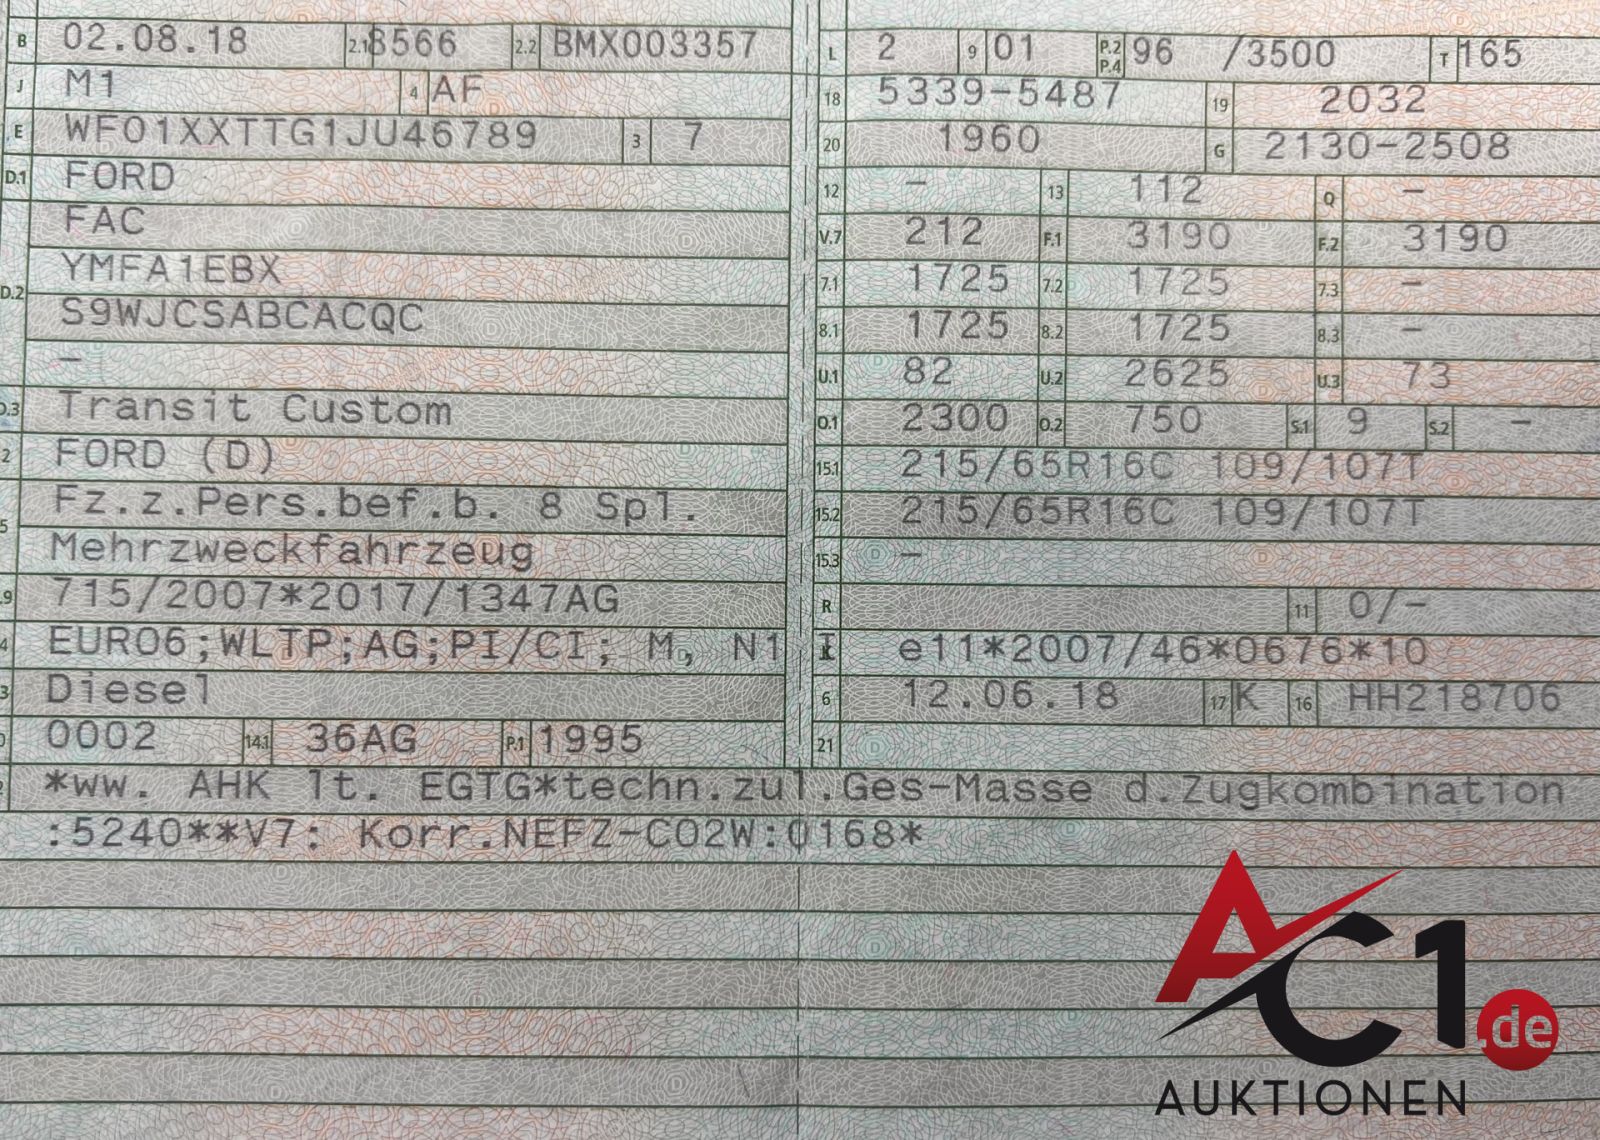 B 02.08.18 2.1 8566 2.2 BMX003357
J M1 4 AF
E WF01XXTTG1JU46789 3 7
D.1 FORD
FAC
D.2 YMFA1EBX
S9WJCSABCACQC
–
D.3 Transit Custom
2 FORD (D)
5 Fz.z.Pers.bef.b. 8 Spl.
Mehrzweckfahrzeug
.9 715/2007*2017/1347AG
4 EURO6;WLTP;AG;PI/CI; M, N1
3 Diesel
0002 14.1 36AG P.1 1995
L 2 9 01 P.2 P.4 96 /3500 T 165
18 5339-5487 19 2032
20 1960 G 2130-2508
12 – 13 112 Q –
V.7 212 F.1 3190 F.2 3190
7.1 1725 7.2 1725 7.3 –
8.1 1725 8.2 1725 8.3 –
U.1 82 U.2 2625 U.3 73
O.1 2300 O.2 750 S.1 9 S.2 –
15.1 215/65R16C 109/107T
15.2 215/65R16C 109/107T
15.3 –
R 11 0/-
K e11*2007/46*0676*10
6 12.06.18 17 K 16 HH218706
21
*ww. AHK lt. EGTG*techn.zul.Ges-Masse d.Zugkombination
:5240**V7: Korr.NEFZ-CO2W:0168*
AC1.de
AUKTIONEN